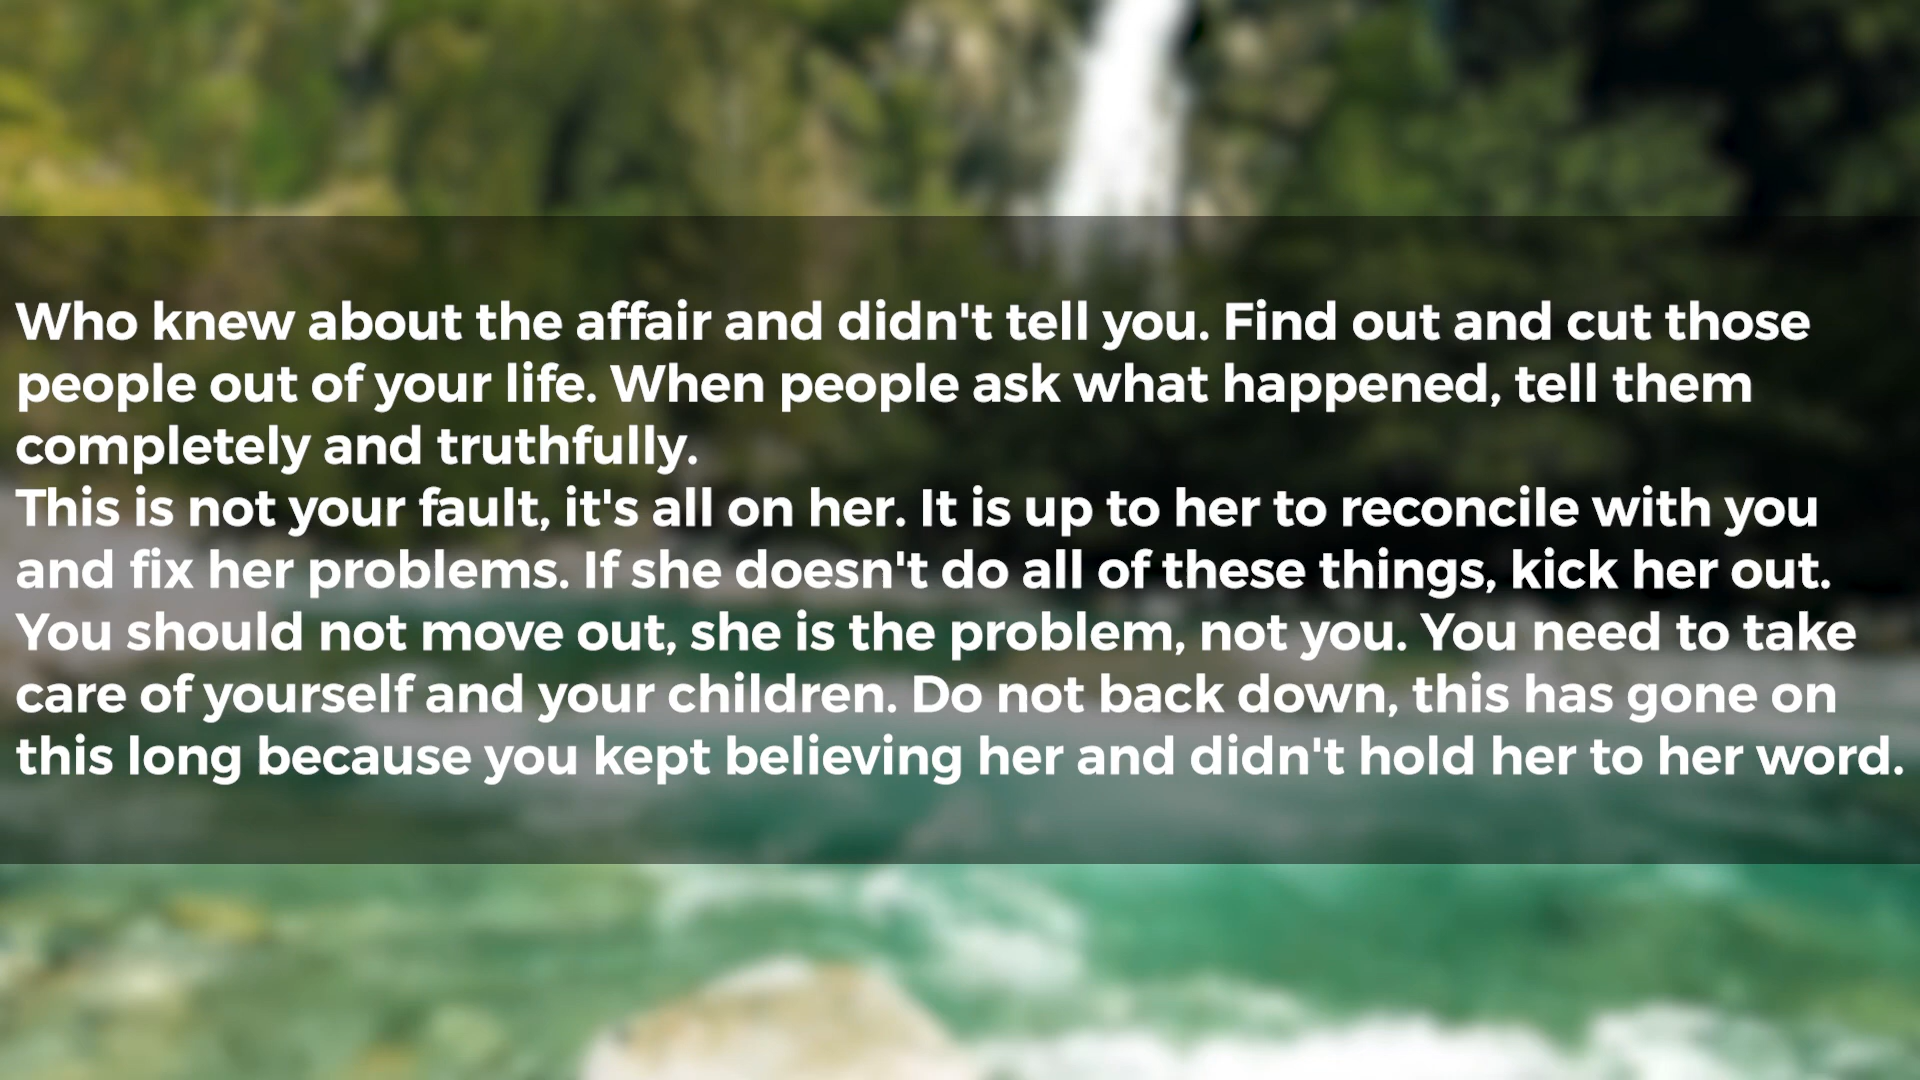 Who knew about the affair and didn't tell you. Find out and cut those
people out of your life. When people ask what happened, tell them
completely and truthfully.
This is not your fault, it's all on her. It is up to her to reconcile with you
and fix her problems. If she doesn't do all of these things, kick her out.
You should not move out, she is the problem, not you. You need to take
care of yourself and your children. Do not back down, this has gone on
this long because you kept believing her and didn't hold her to her word.